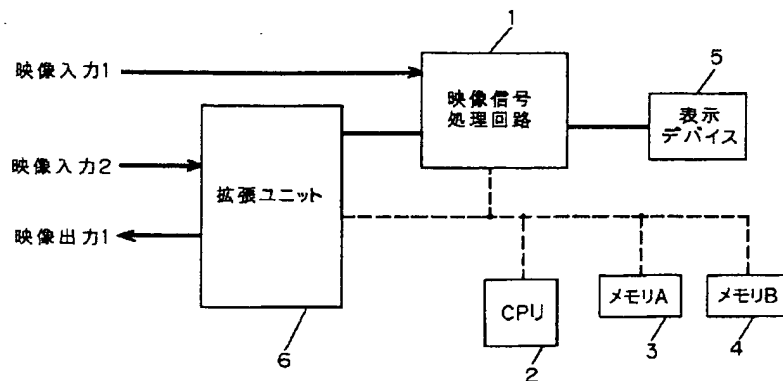 1
映像入力1
映像信号
処理回路
5
表示
デバイス
映像入力2
拡張ユニット
映像出力1
CPU
メモリA
メモリB
6
2
3
4